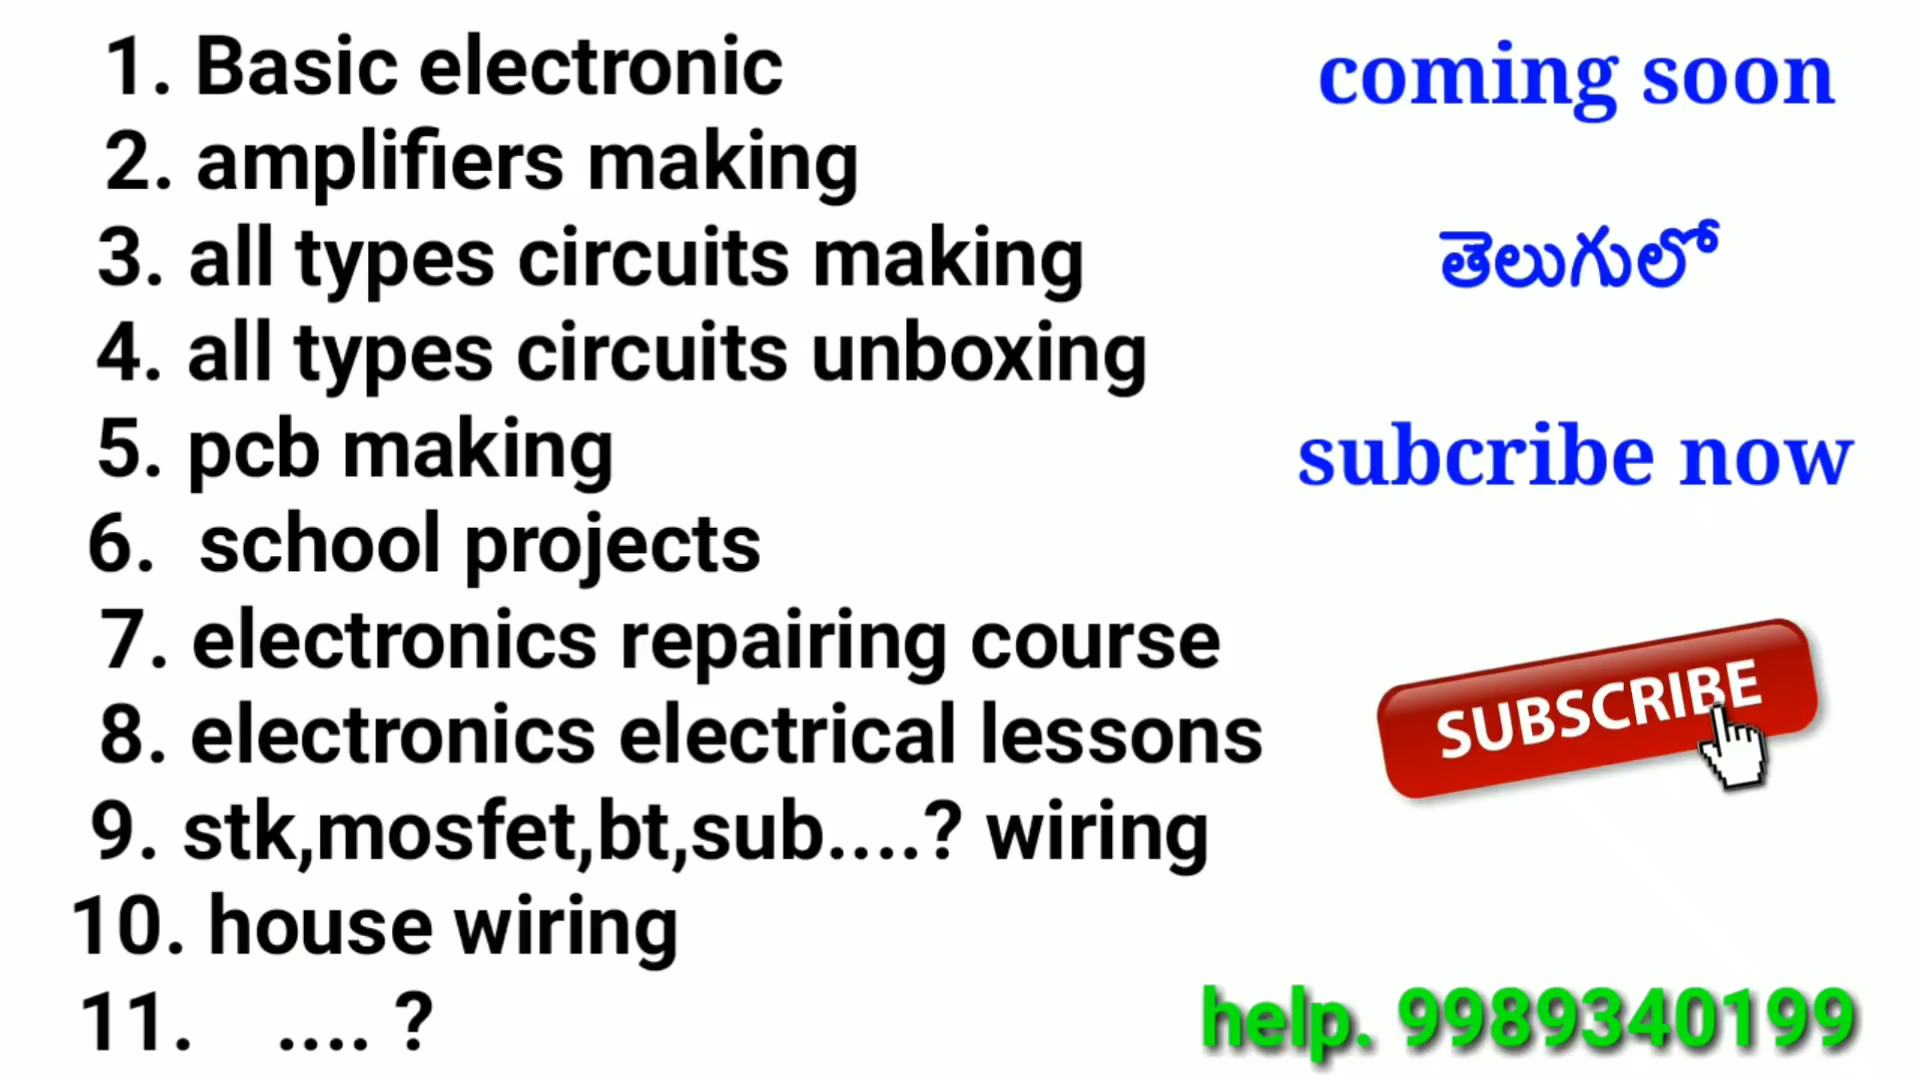 1. Basic electronic
2. amplifiers making
3. all types circuits making
4. all types circuits unboxing
5. pcb making
6. school projects
7. electronics repairing course
8. electronics electrical lessons
9. stk,mosfet,bt,sub....? wiring
10. house wiring
11. .... ?
coming soon
తెలుగులో
subcribe now
SUBSCRIBE
help. 9989340199